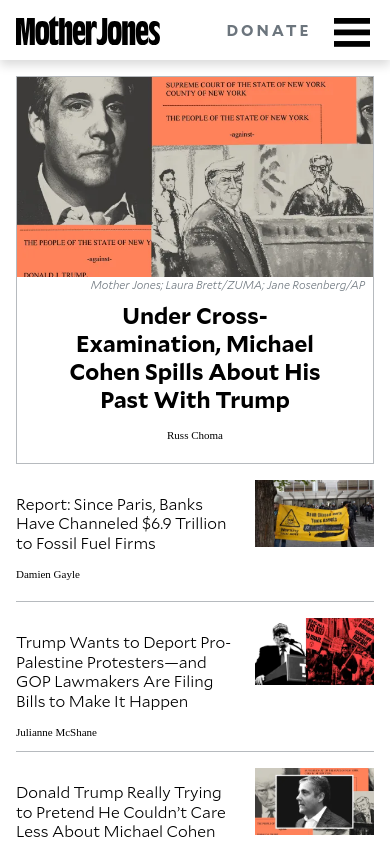 Mother Jones
DONATE
SUPREME COURT OF THE STATE OF NEW YORK
COUNTY OF NEW YORK
THE PEOPLE OF THE STATE OF NEW YORK
-against-
THE PEOPLE OF THE STATE OF NEW Y
-against-
DONALD J. TRUMP,
Mother Jones; Laura Brett/ZUMA; Jane Rosenberg/AP
Under Cross-
Examination, Michael
Cohen Spills About His
Past With Trump
Russ Choma
Report: Since Paris, Banks
Have Channeled $6.9 Trillion
to Fossil Fuel Firms
Damien Gayle
Trump Wants to Deport Pro-
Palestine Protesters—and
GOP Lawmakers Are Filing
Bills to Make It Happen
Julianne McShane
Donald Trump Really Trying
to Pretend He Couldn't Care
Less About Michael Cohen